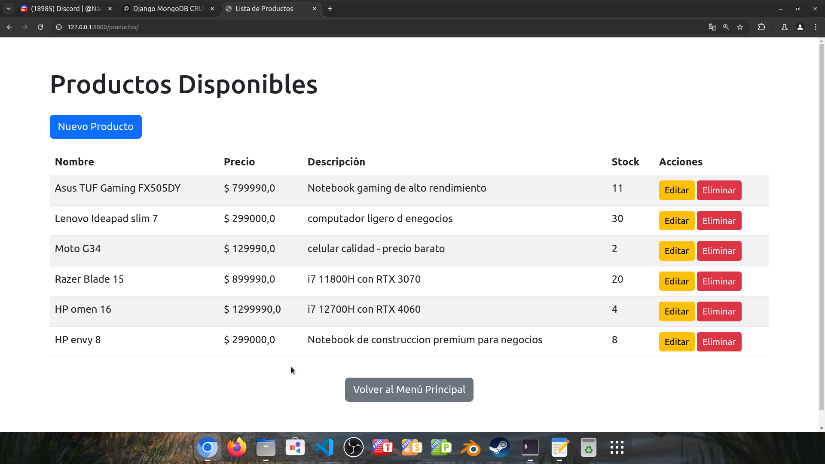 (18985) Discord | @Ne
Django MongoDB CRU
Lista de Productos
127.0.0.1:8000/productos/
Productos Disponibles
Nuevo Producto
Nombre Precio Descripción Stock Acciones
Asus TUF Gaming FX505DY $ 799990,0 Notebook gaming de alto rendimiento 11 Editar Eliminar
Lenovo Ideapad slim 7 $ 299000,0 computador ligero d enegocios 30 Editar Eliminar
Moto G34 $ 129990,0 celular calidad - precio barato 2 Editar Eliminar
Razer Blade 15 $ 899990,0 i7 11800H con RTX 3070 20 Editar Eliminar
HP omen 16 $ 1299990,0 i7 12700H con RTX 4060 4 Editar Eliminar
HP envy 8 $ 299000,0 Notebook de construccion premium para negocios 8 Editar Eliminar
Volver al Menú Principal